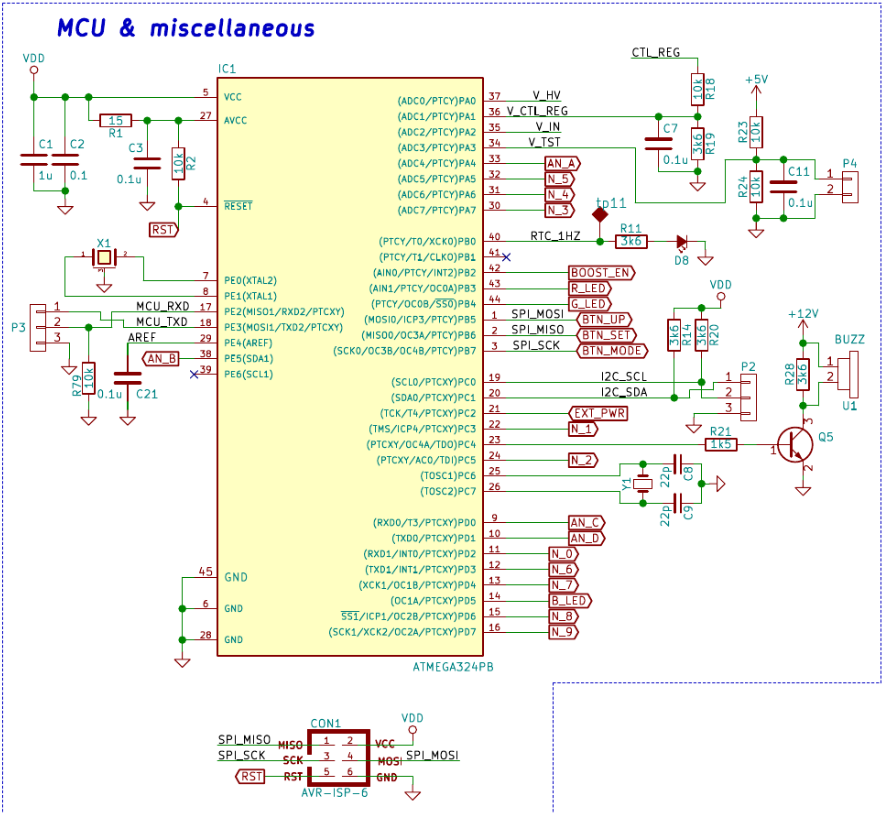 MCU & miscellaneous
VDD
IC1
CTL_REG
5 VCC
(ADC0/PTCY)PA0 37 V_HV
R18 10k
+5V
27 AVCC
(ADC1/PTCY)PA1 36 V_CTL_REG
15
R1
(ADC2/PTCY)PA2 35 V_IN
C7
0.1u
R19 3k6
R23 10k
C1
1u
C2
0.1
C3
0.1u
R2 10k
(ADC3/PTCY)PA3 34 V_TST
(ADC4/PTCY)PA4 33 AN_A
P4
1
2
(ADC5/PTCY)PA5 32 N_5
R24 10k
C11
0.1u
(ADC6/PTCY)PA6 31 N_4
4 RESET
(ADC7/PTCY)PA7 30 N_3
tp11
RST
(PTCY/T0/XCK0)PB0 40 RTC_1HZ
R11
3k6
D8
X1
1 2
3
(PTCY/T1/CLKO)PB1 41
(AIN0/PTCY/INT2)PB2 42 BOOST_EN
7 PE0(XTAL2)
(AIN1/PTCY/OC0A)PB3 43 R_LED
VDD
8 PE1(XTAL1)
(PTCY/OC0B/SS0)PB4 44 G_LED
P3
1 MCU_RXD 17 PE2(MISO1/RXD2/PTCXY)
(MOSI0/ICP3/PTCY)PB5 1 SPI_MOSI BTN_UP
+12V
2 MCU_TXD 18 PE3(MOSI1/TXD2/PTCXY)
(MISO0/OC3A/PTCY)PB6 2 SPI_MISO BTN_SET
3k6 R14
3k6 R20
BUZZ
3 AREF 29 PE4(AREF)
(SCK0/OC3B/OC4B/PTCY)PB7 3 SPI_SCK BTN_MODE
AN_B 38 PE5(SDA1)
39 PE6(SCL1)
R79 10k
0.1u C21
(SCL0/PTCXY)PC0 19 I2C_SCL
P2
1
2
3
R28 3k6
1
2
U1
(SDA0/PTCXY)PC1 20 I2C_SDA
(TCK/T4/PTCXY)PC2 21 EXT_PWR
(TMS/ICP4/PTCXY)PC3 22 N_1
R21
1k5
3
1
2
Q5
(PTCXY/OC4A/TDO)PC4 23
(PTCXY/AC0/TDI)PC5 24 N_2
(TOSC1)PC6 25
Y1
22p C8
(TOSC2)PC7 26
22p C9
(RXD0/T3/PTCXY)PD0 9 AN_C
(TXD0/PTCXY)PD1 10 AN_D
(RXD1/INT0/PTCXY)PD2 11 N_0
(TXD1/INT1/PTCXY)PD3 12 N_6
45 GND
(XCK1/OC1B/PTCXY)PD4 13 N_7
(OC1A/PTCXY)PD5 14 B_LED
6 GND
SS1/ICP1/OC2B/PTCXY)PD6 15 N_8
28 GND
(SCK1/XCK2/OC2A/PTCXY)PD7 16 N_9
ATMEGA324PB
CON1
VDD
SPI_MISO MISO 1 2 VCC
SPI_SCK SCK 3 4 MOSI SPI_MOSI
RST RST 5 6 GND
AVR-ISP-6